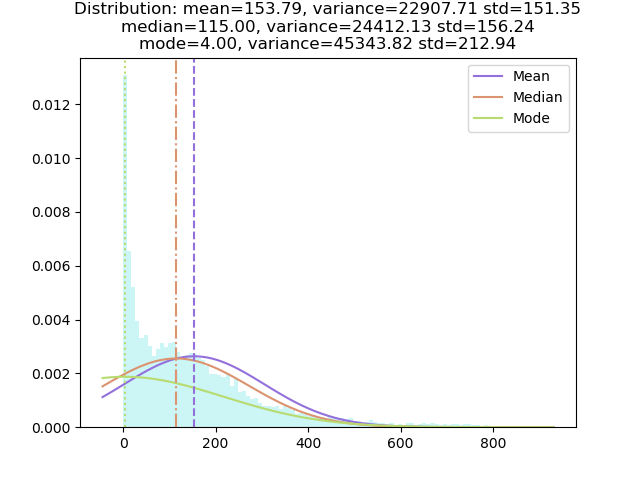 Distribution: mean=153.79, variance=22907.71 std=151.35
median=115.00, variance=24412.13 std=156.24
mode=4.00, variance=45343.82 std=212.94
Mean
Median
Mode
0.012
0.010
0.008
0.006
0.004
0.002
0.000
0 200 400 600 800